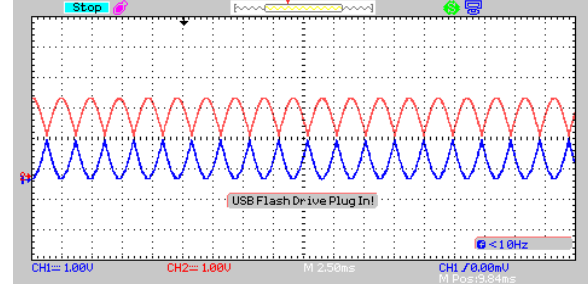 Stop
USB Flash Drive Plug In!
<10Hz
CH1 1.00V CH2 1.00V M 2.50ms CH1 / 0.00mV
M Pos:9.84ms